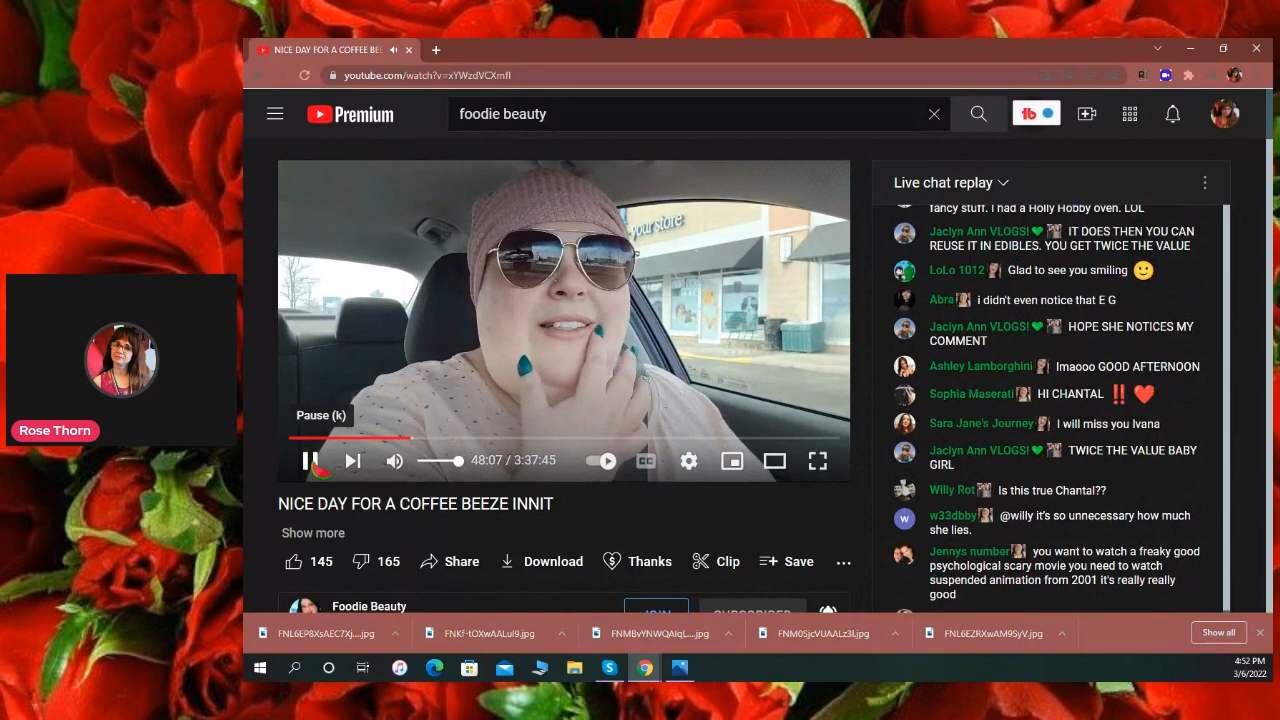 NICE DAY FOR A COFFEE BEE
youtube.com/watch?v=xYWzdVCXmfI
Premium
foodie beauty
your store
Pause (k)
48:07 / 3:37:45
CC
NICE DAY FOR A COFFEE BEEZE INNIT
Show more
145
165
Share
Download
Thanks
Clip
Save
Foodie Beauty
JOIN
SUBSCRIBED
Live chat replay
fancy stuff. I had a Holly Hobby oven. LOL
Jaclyn Ann VLOGS! IT DOES THEN YOU CAN
REUSE IT IN EDIBLES. YOU GET TWICE THE VALUE
LoLo 1012 Glad to see you smiling
Abra i didn't even notice that E G
Jaclyn Ann VLOGS! HOPE SHE NOTICES MY
COMMENT
Ashley Lamborghini lmaooo GOOD AFTERNOON
Sophia Maserati HI CHANTAL ‼️
Sara Jane's Journey I will miss you Ivana
Jaclyn Ann VLOGS! TWICE THE VALUE BABY
GIRL
Willy Rot Is this true Chantal??
W
w33dbby @willy it's so unnecessary how much
she lies.
Jennys number you want to watch a freaky good
psychological scary movie you need to watch
suspended animation from 2001 it's really really
good
Rose Thorn
FNL6EP8XsAEC7Xj....jpg
FNKf-tOXwAALuI9.jpg
FNMBvYNWQAIqL....jpg
FNM0SjcVUAALz3l.jpg
FNL6EZRXwAM9SyV.jpg
Show all
4:52 PM
3/6/2022